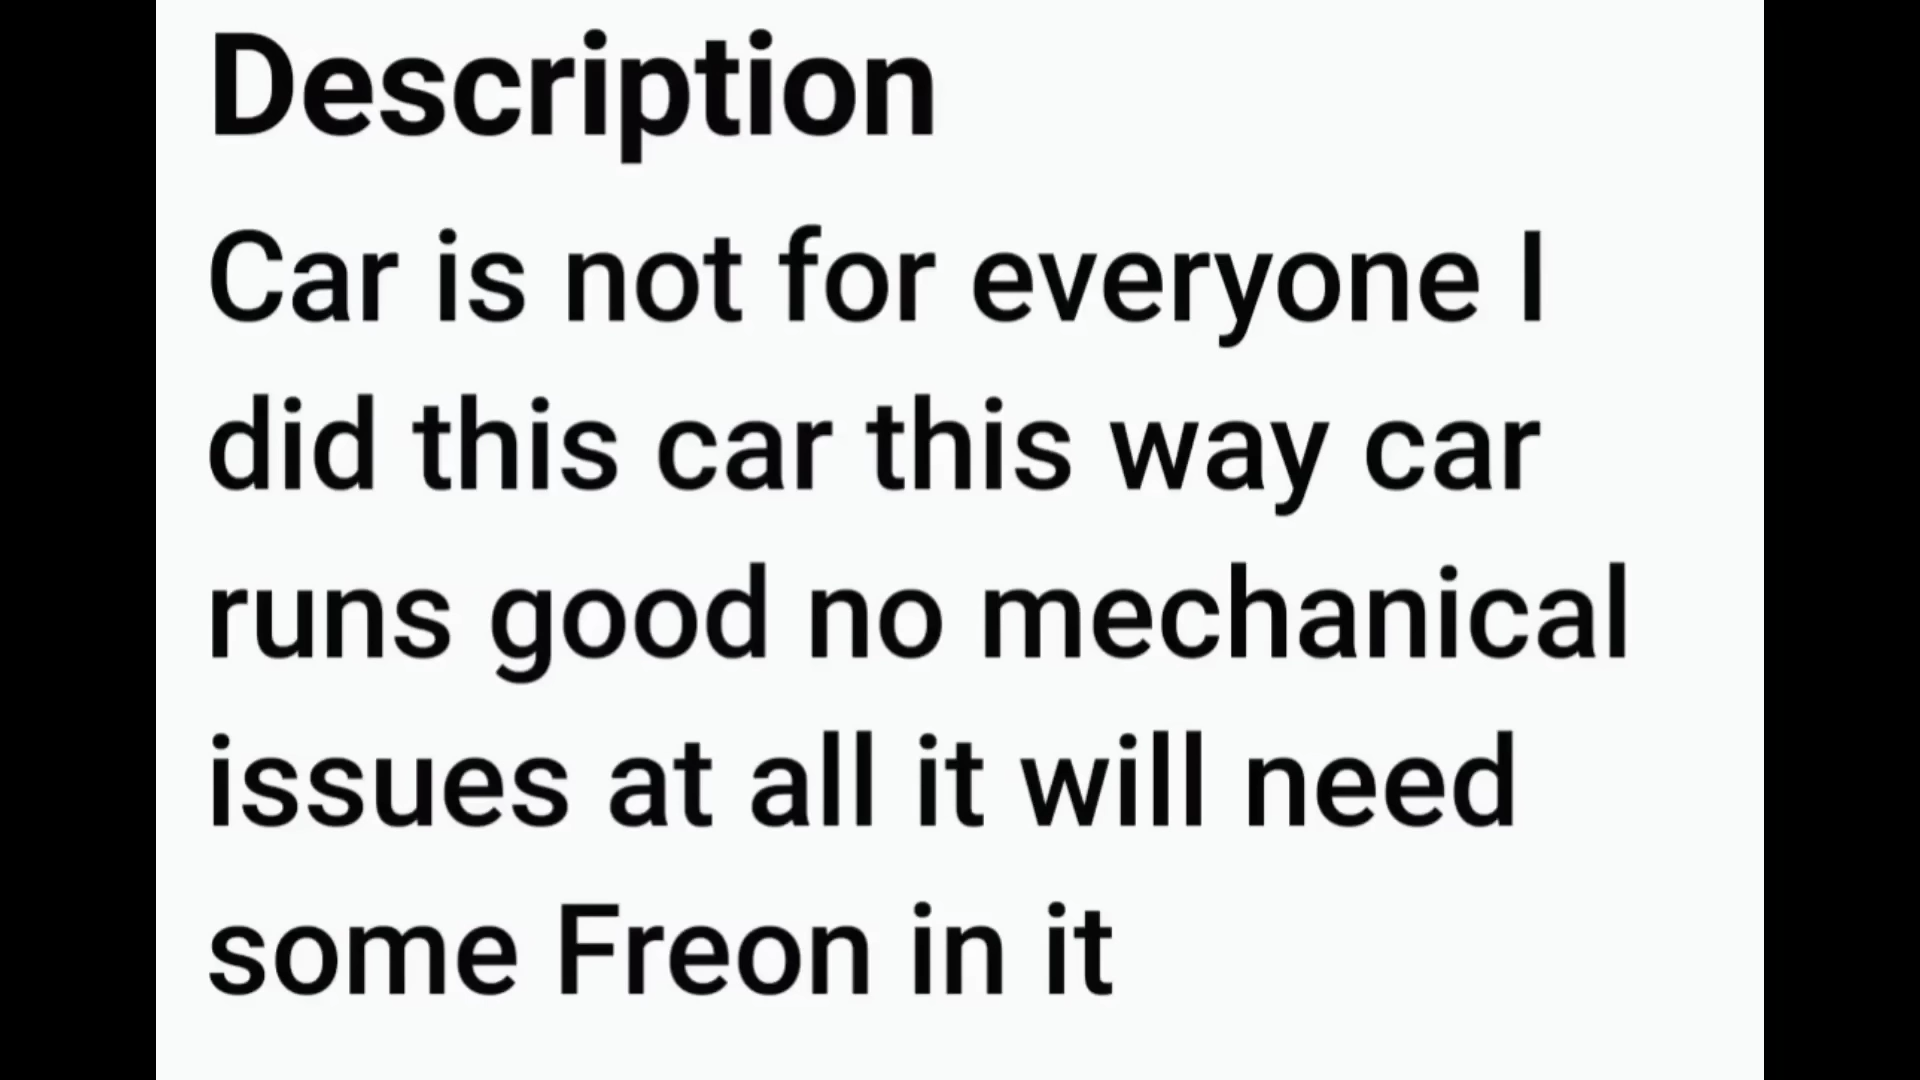 Description
Car is not for everyone I
did this car this way car
runs good no mechanical
issues at all it will need
some Freon in it